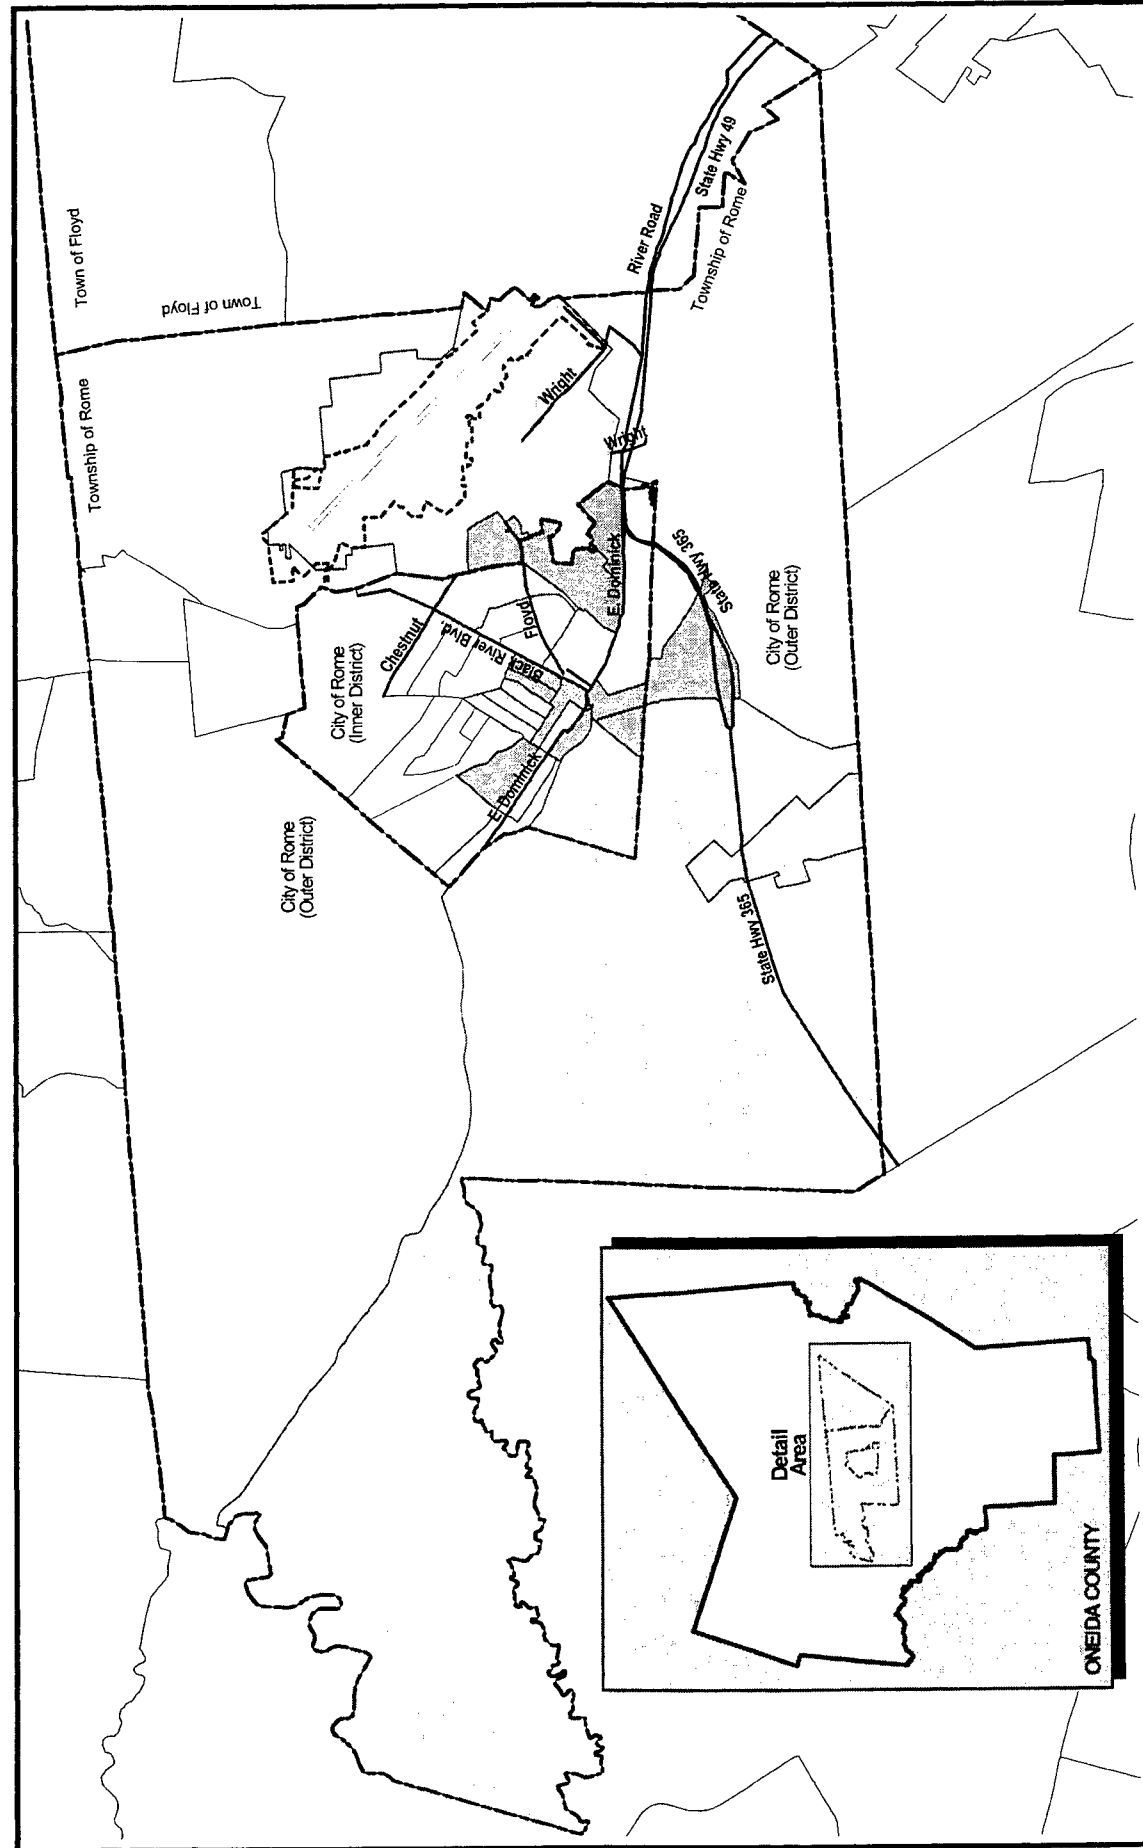 Town of Floyd
Town of Floyd
Township of Rome
River Road
State Hwy 49
Township of Rome
Wright
Wright
E. Dominick
State Hwy 365
City of Rome
(Outer District)
Floyd
Black River Blvd.
Chestnut
City of Rome
(Inner District)
E. Dominick
City of Rome
(Outer District)
State Hwy 365
Detail
Area
ONEIDA COUNTY